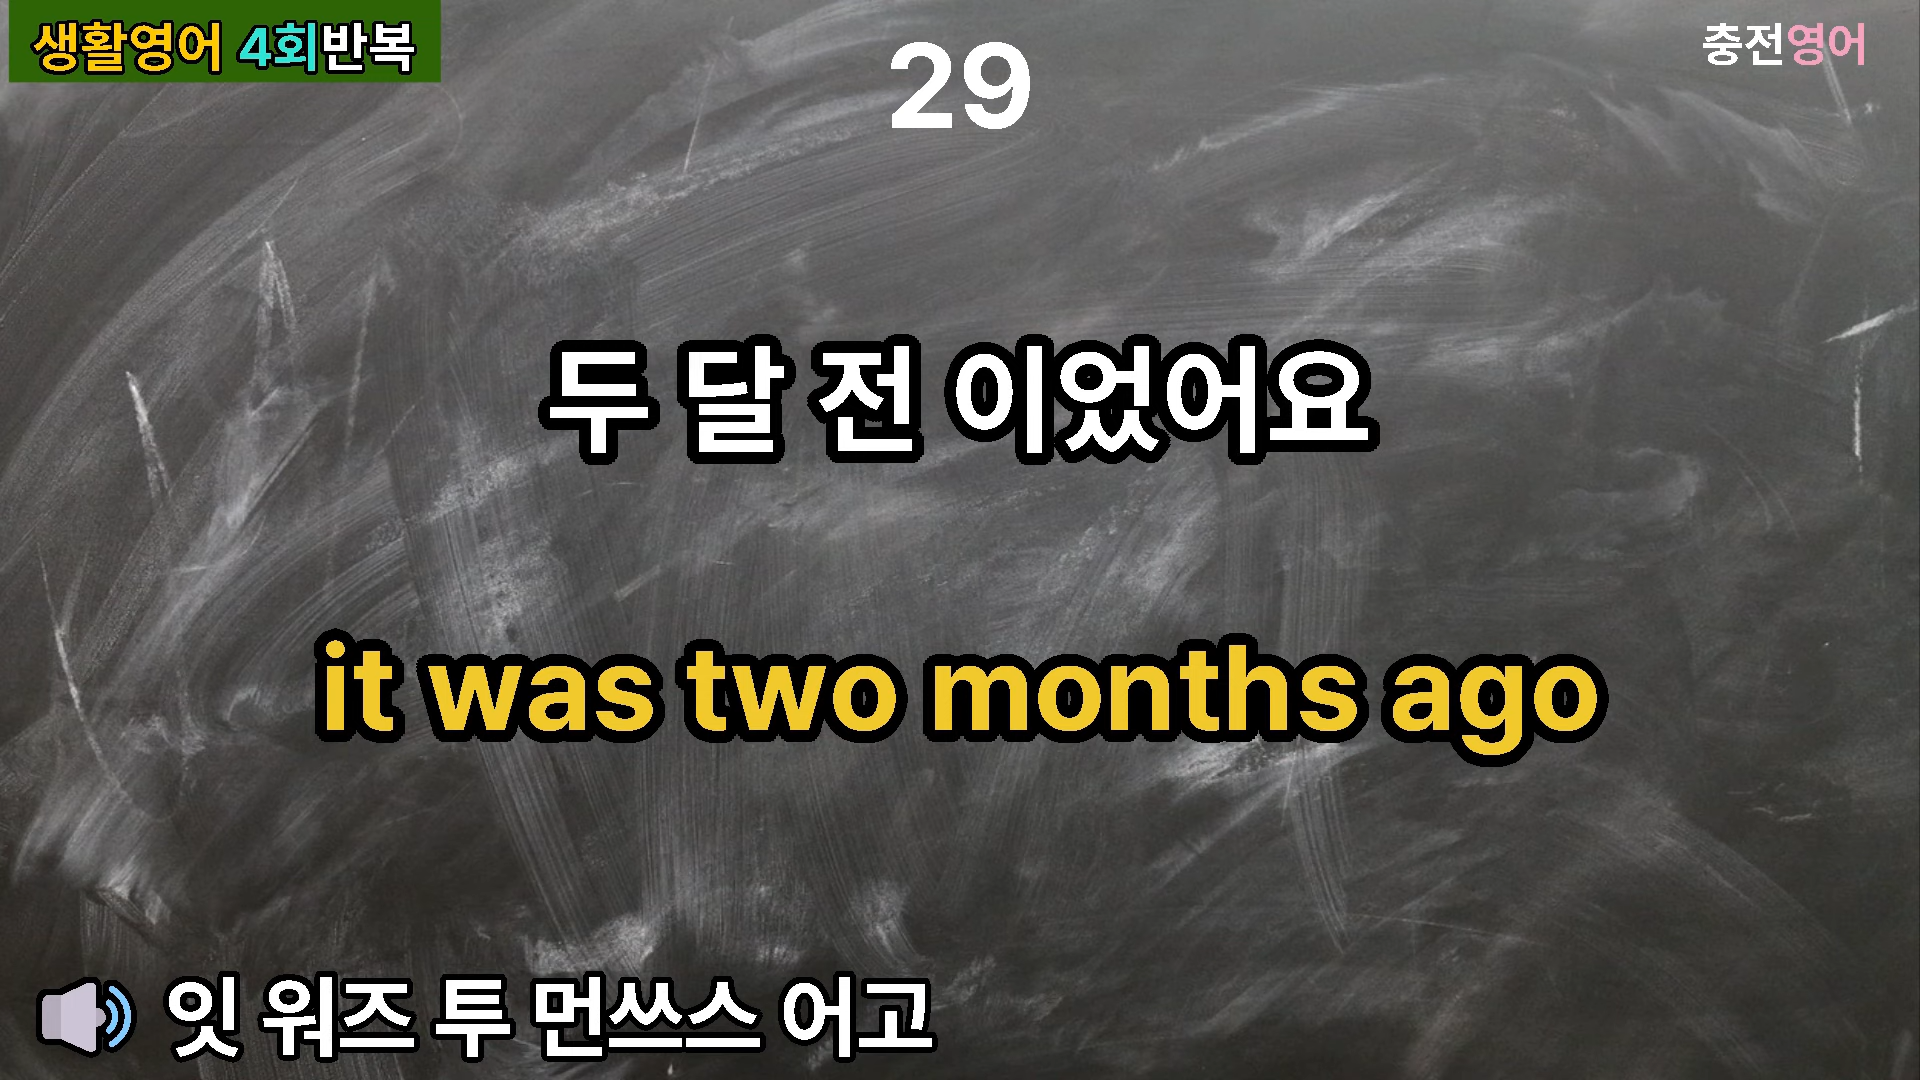 생활영어 4회반복
29
충전영어
두 달 전 이었어요
it was two months ago
잇 워즈 투 먼쓰스 어고